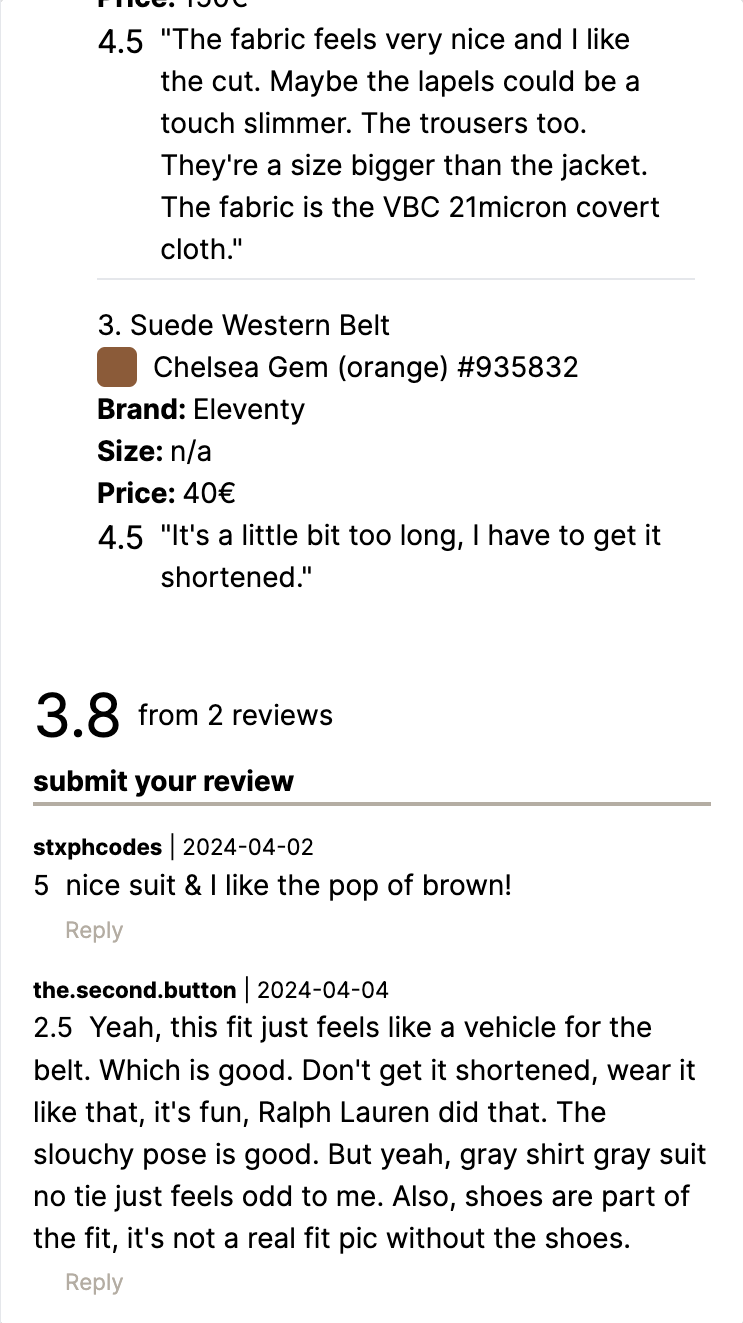 Price: 150€
4.5 "The fabric feels very nice and I like
the cut. Maybe the lapels could be a
touch slimmer. The trousers too.
They're a size bigger than the jacket.
The fabric is the VBC 21micron covert
cloth."
3. Suede Western Belt
Chelsea Gem (orange) #935832
Brand: Eleventy
Size: n/a
Price: 40€
4.5 "It's a little bit too long, I have to get it
shortened."
3.8 from 2 reviews
submit your review
stxphcodes | 2024-04-02
5 nice suit & I like the pop of brown!
Reply
the.second.button | 2024-04-04
2.5 Yeah, this fit just feels like a vehicle for the
belt. Which is good. Don't get it shortened, wear it
like that, it's fun, Ralph Lauren did that. The
slouchy pose is good. But yeah, gray shirt gray suit
no tie just feels odd to me. Also, shoes are part of
the fit, it's not a real fit pic without the shoes.
Reply